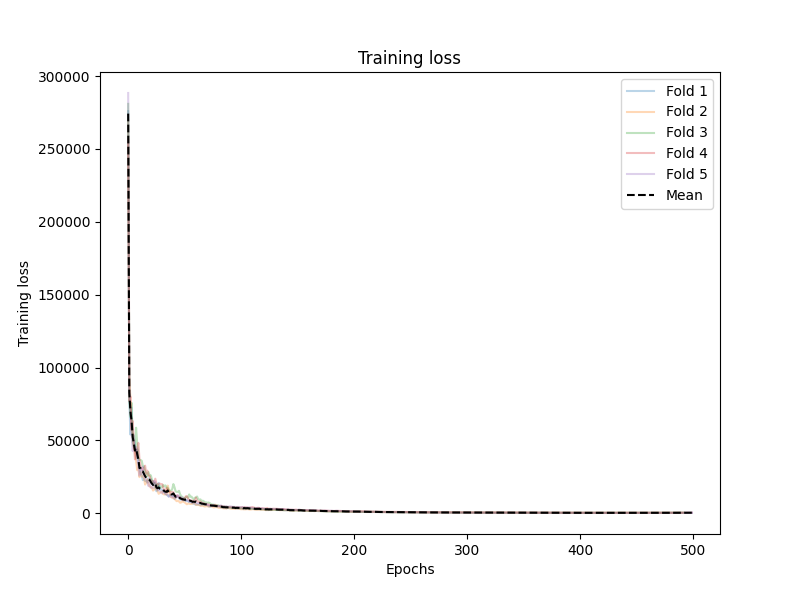 Training loss
300000
250000
200000
150000
100000
50000
0
Training loss
Fold 1
Fold 2
Fold 3
Fold 4
Fold 5
Mean
0 100 200 300 400 500
Epochs